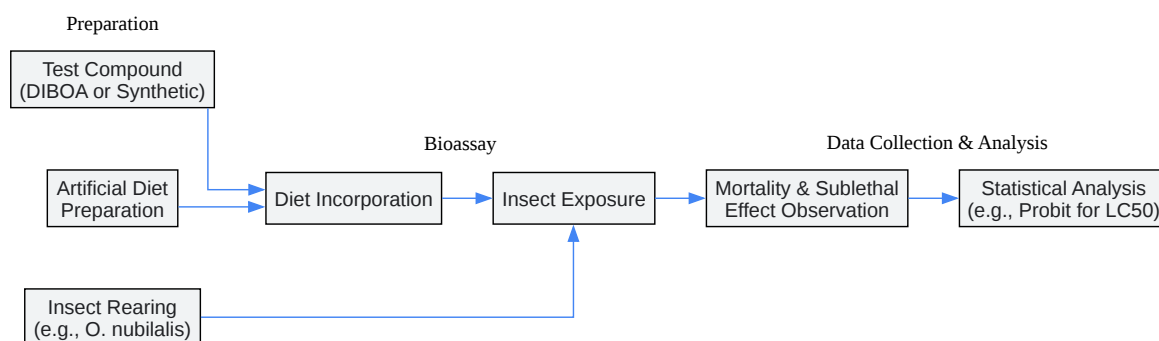 Preparation
Test Compound
(DIBOA or Synthetic)
Bioassay
Data Collection & Analysis
Artificial Diet
Preparation
Diet Incorporation
Insect Exposure
Mortality & Sublethal
Effect Observation
Statistical Analysis
(e.g., Probit for LC50)
Insect Rearing
(e.g., O. nubilalis)